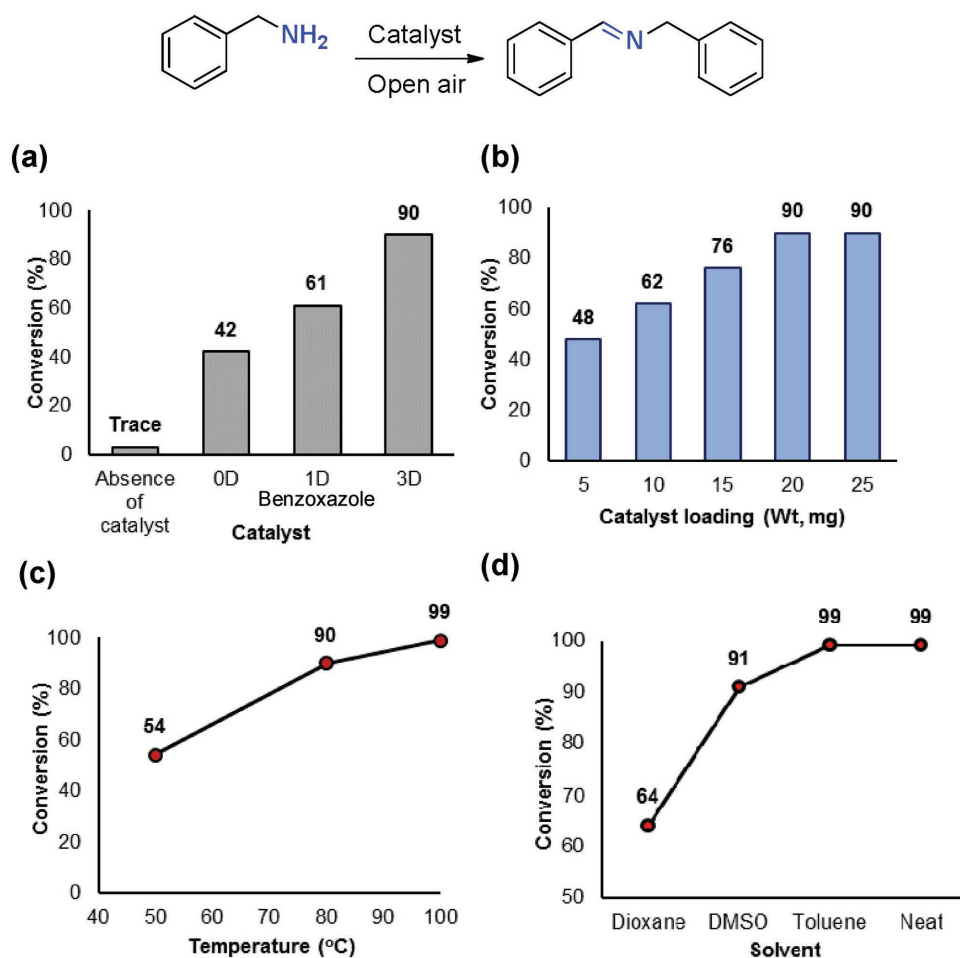 NH₂
Catalyst
Open air
N
(a)
Conversion (%)
100
80
60
40
20
0
Trace
42
61
90
Absence of catalyst
0D
1D
3D
Benzoxazole
Catalyst
(b)
Conversion (%)
100
80
60
40
20
0
48
62
76
90
90
5
10
15
20
25
Catalyst loading (Wt, mg)
(c)
Conversion (%)
100
80
60
40
20
0
54
90
99
40
50
60
70
80
90
100
Temperature (°C)
(d)
Conversion (%)
100
90
80
70
60
50
64
91
99
99
Dioxane
DMSO
Toluene
Neat
Solvent